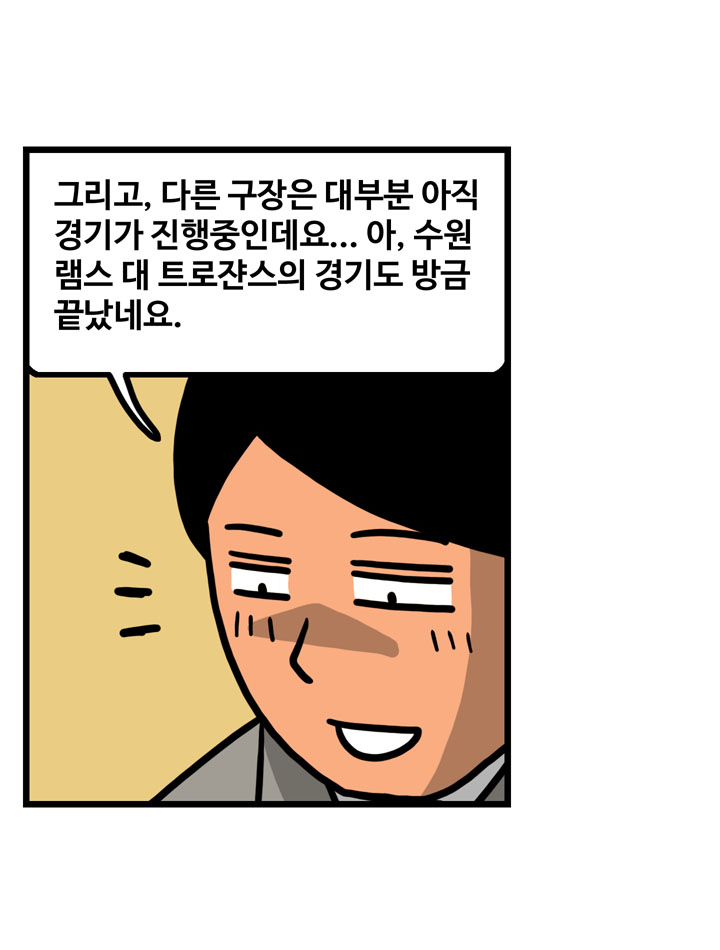 그리고, 다른 구장은 대부분 아직
경기가 진행중인데요... 아, 수원
램스 대 트로쟌스의 경기도 방금
끝났네요.